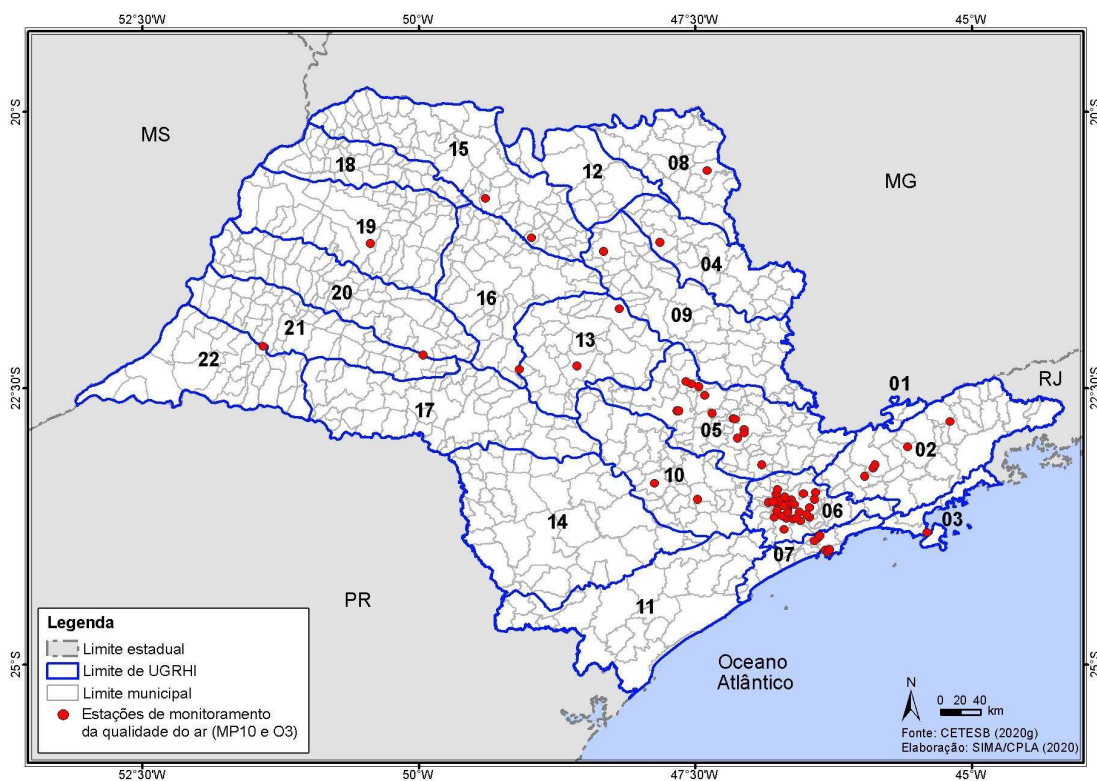 52°30'W
50°W
47°30'W
45°W
20°S
20°S
MS
15
08
18
12
MG
19
04
20
16
09
21
13
22
01
RJ
22°30'S
22°30'S
17
05
02
10
06
03
14
07
11
PR
Legenda
Limite estadual
Limite de UGRHI
Limite municipal
Estações de monitoramento
da qualidade do ar (MP10 e O3)
25°S
25°S
Oceano
Atlântico
N
0 20 40
km
Fonte: CETESB (2020g)
Elaboração: SIMA/CPLA (2020)
52°30'W
50°W
47°30'W
45°W